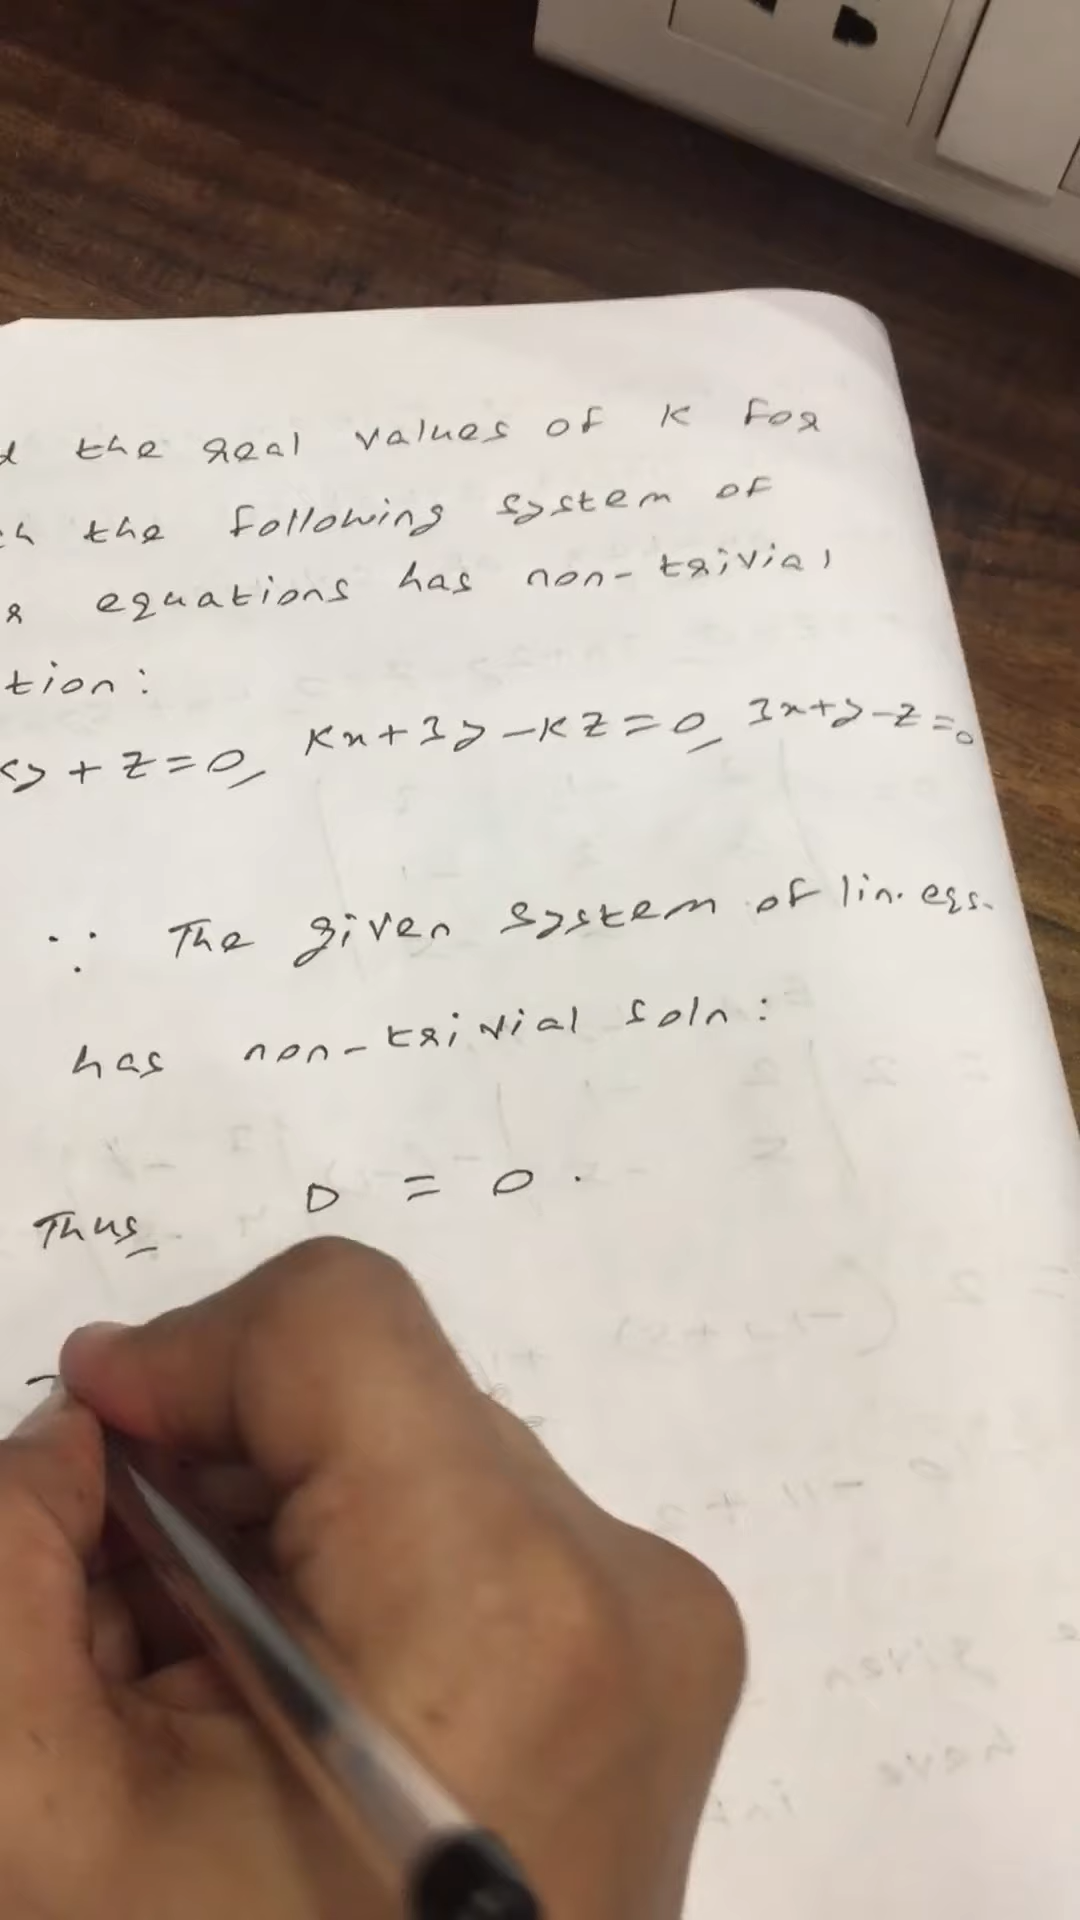 the real values of K for
the following system of
equations has non-trivial
tion:
y + z = 0, Kx + 3y - Kz = 0, 3x + y - z = 0
∵ The given system of lin. eqs.
has non-trivial soln:
Thus, D = 0.